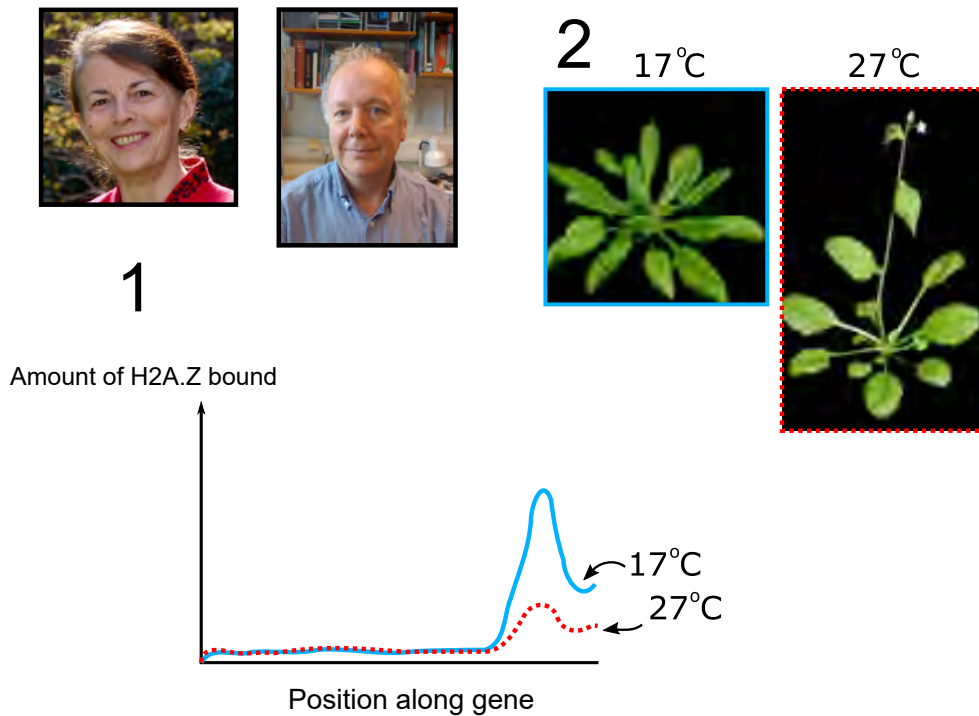 2
17°C
27°C
1
Amount of H2A.Z bound
17°C
27°C
Position along gene